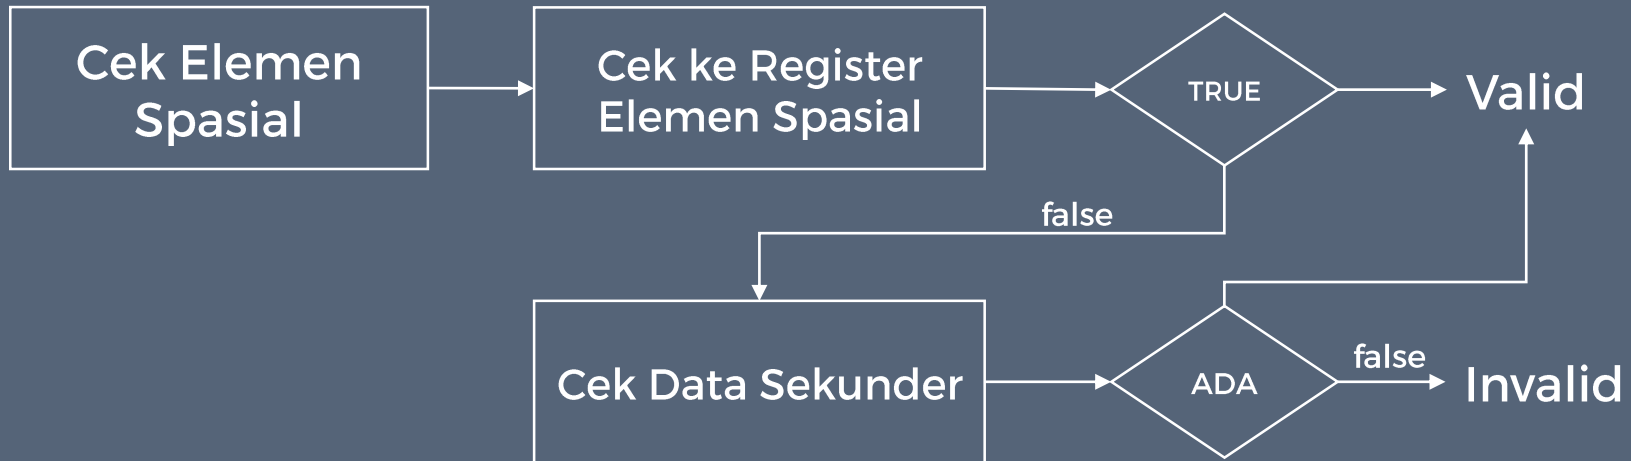 Cek Elemen
Spasial
Cek ke Register
Elemen Spasial
TRUE
Valid
false
Cek Data Sekunder
ADA
false
Invalid